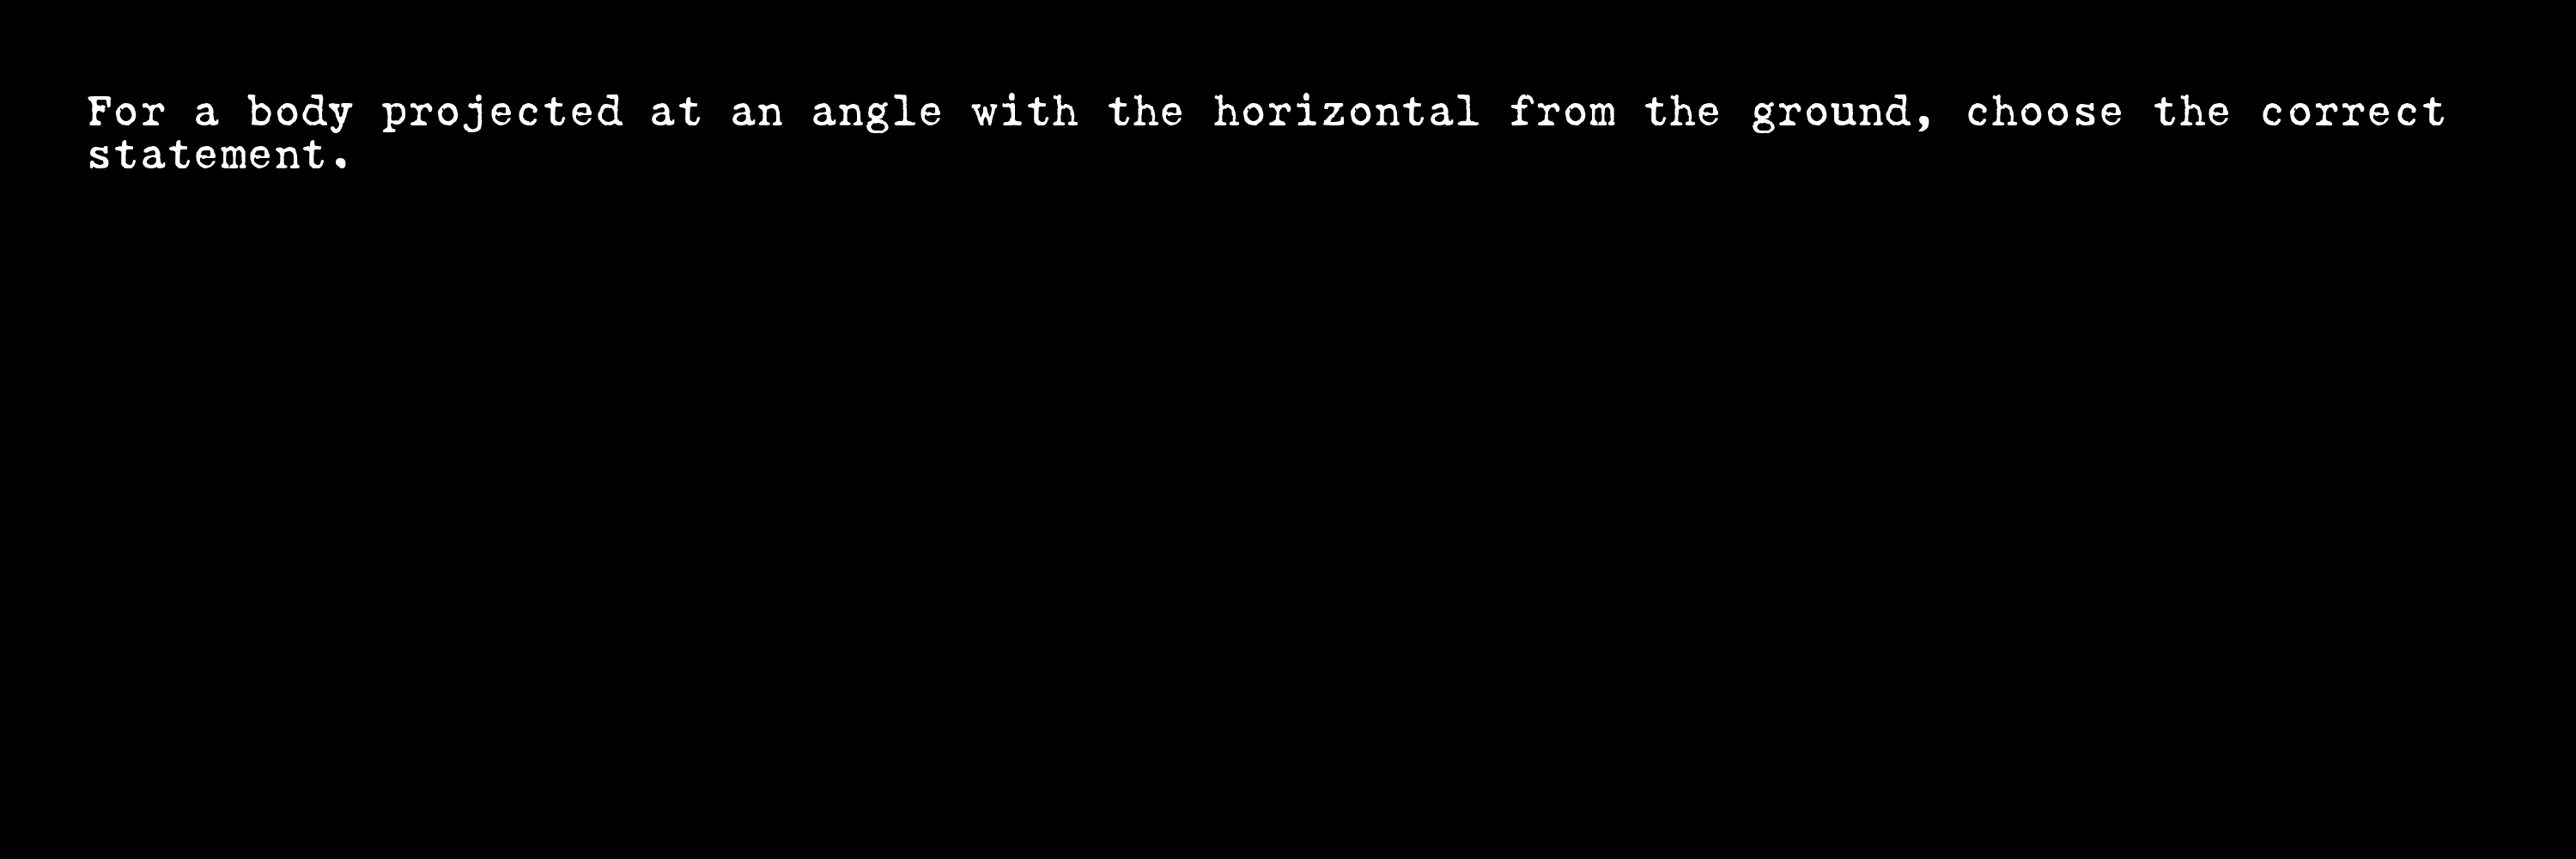 For a body projected at an angle with the horizontal from the ground, choose the correct
statement.